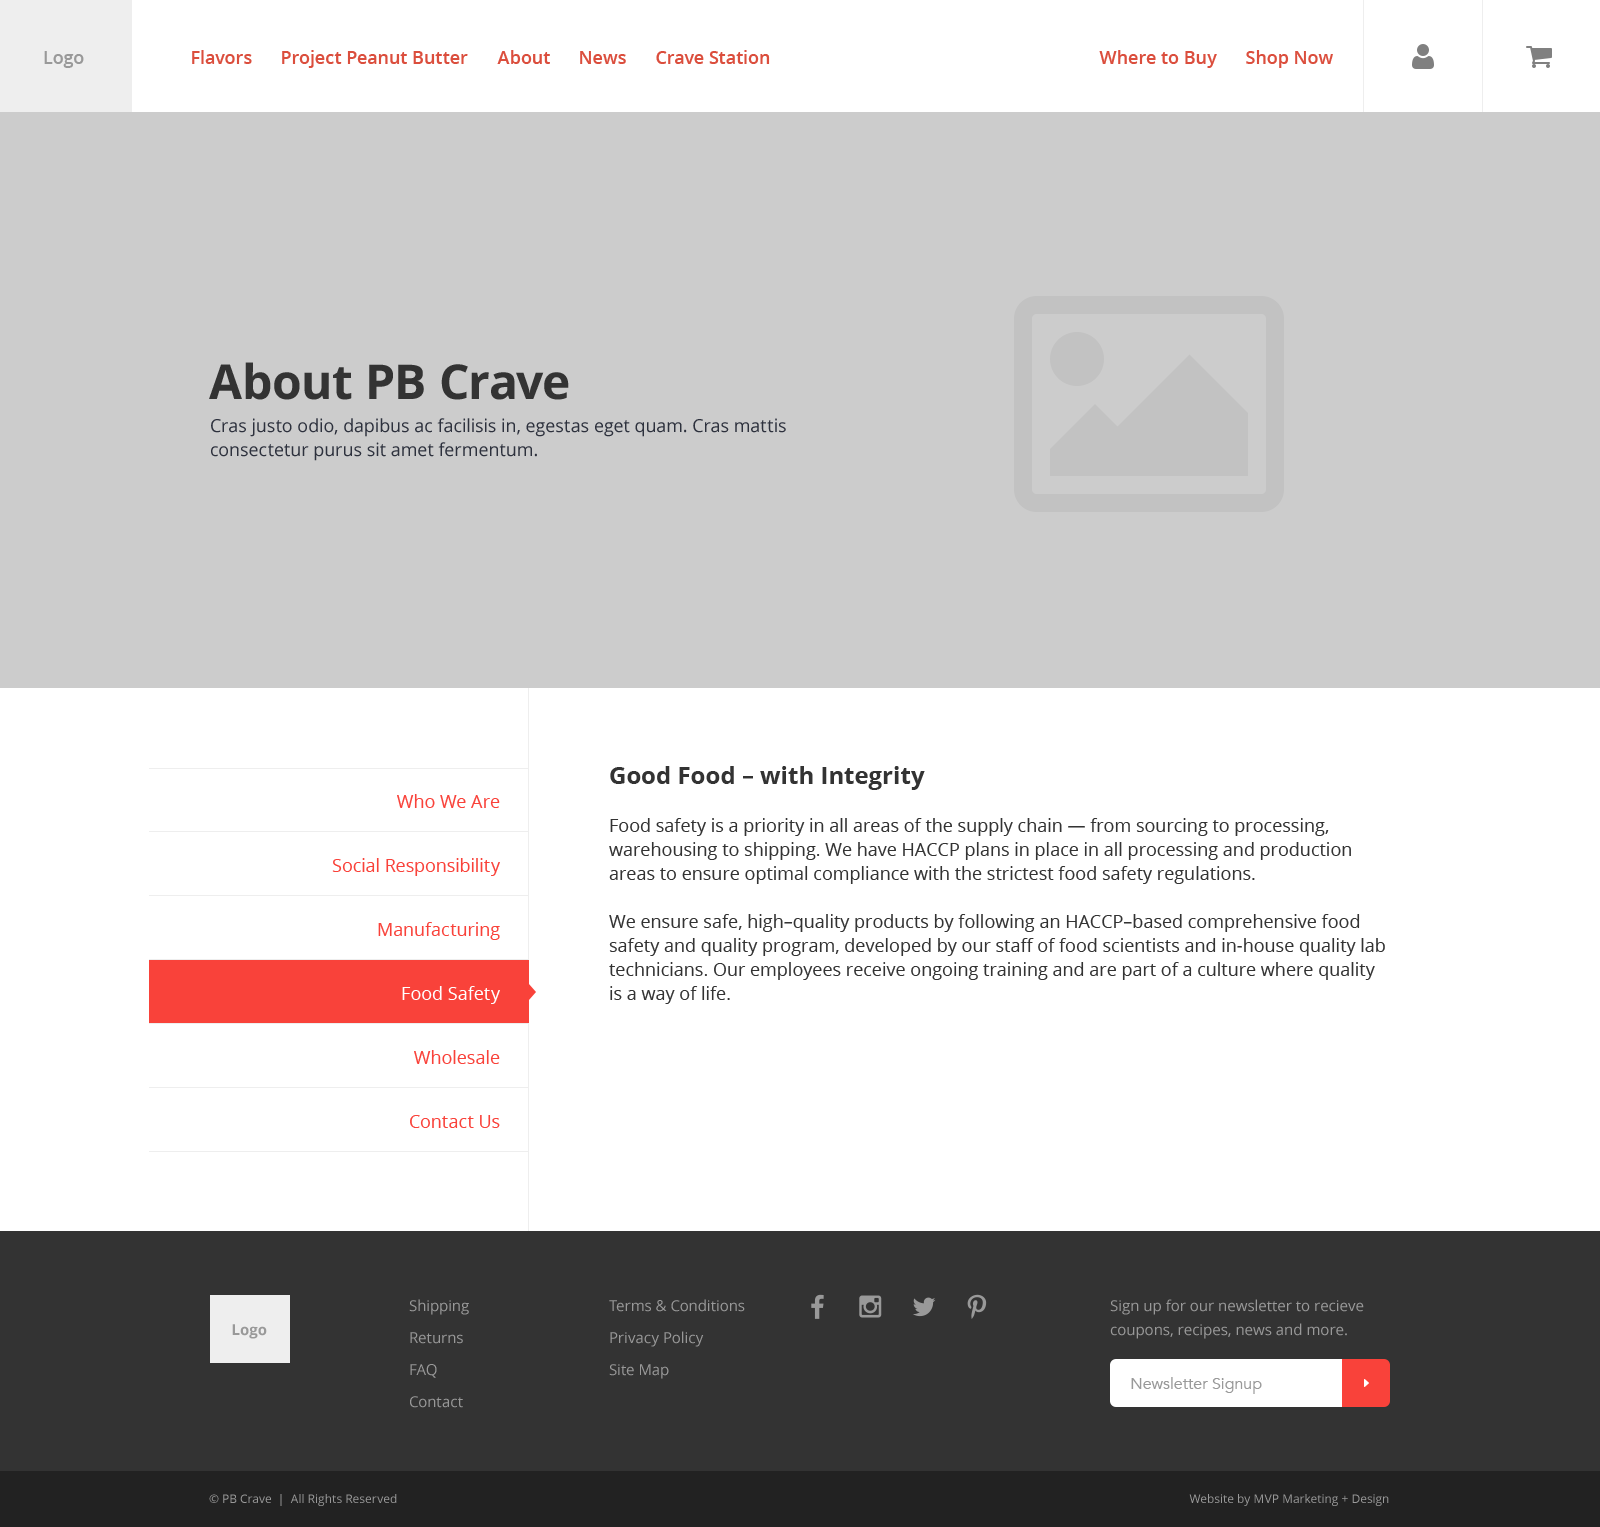 Logo
Flavors
Project Peanut Butter
About
News
Crave Station
Where to Buy
Shop Now
About PB Crave
Cras justo odio, dapibus ac facilisis in, egestas eget quam. Cras mattis
consectetur purus sit amet fermentum.
Who We Are
Social Responsibility
Manufacturing
Food Safety
Wholesale
Contact Us
Good Food – with Integrity
Food safety is a priority in all areas of the supply chain — from sourcing to processing,
warehousing to shipping. We have HACCP plans in place in all processing and production
areas to ensure optimal compliance with the strictest food safety regulations.
We ensure safe, high–quality products by following an HACCP–based comprehensive food
safety and quality program, developed by our staff of food scientists and in-house quality lab
technicians. Our employees receive ongoing training and are part of a culture where quality
is a way of life.
Logo
Shipping
Returns
FAQ
Contact
Terms & Conditions
Privacy Policy
Site Map
Sign up for our newsletter to recieve
coupons, recipes, news and more.
Newsletter Signup
© PB Crave | All Rights Reserved
Website by MVP Marketing + Design